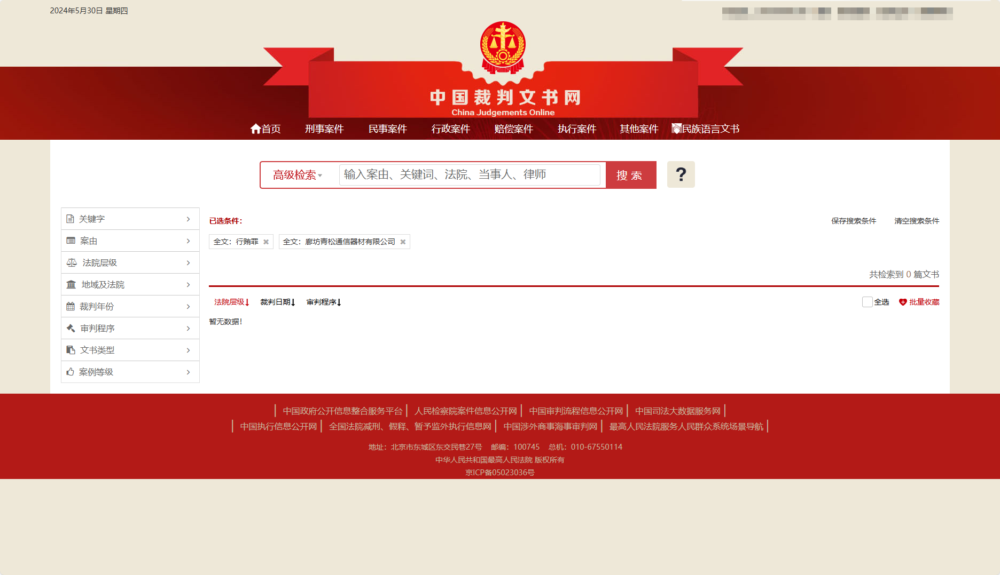 2024年5月30日 星期四
中国裁判文书网
China Judgements Online
首页 刑事案件 民事案件 行政案件 赔偿案件 执行案件 其他案件 民族语言文书
高级检索 输入案由、关键词、法院、当事人、律师 搜索 ?
关键字
案由
法院层级
地域及法院
裁判年份
审判程序
文书类型
案例等级
已选条件： 保存搜索条件 清空搜索条件
全文：行贿罪 全文：廊坊青松通信器材有限公司
共检索到 0 篇文书
法院层级 裁判日期 审判程序 全选 批量收藏
暂无数据！
| 中国政府公开信息整合服务平台 | 人民检察院案件信息公开网 | 中国审判流程信息公开网 | 中国司法大数据服务网 |
| 中国执行信息公开网 | 全国法院减刑、假释、暂予监外执行信息网 | 中国涉外商事海事审判网 | 最高人民法院服务人民群众系统场景导航 |
地址：北京市东城区东交民巷27号 邮编：100745 总机：010-67550114
中华人民共和国最高人民法院 版权所有
京ICP备05023036号